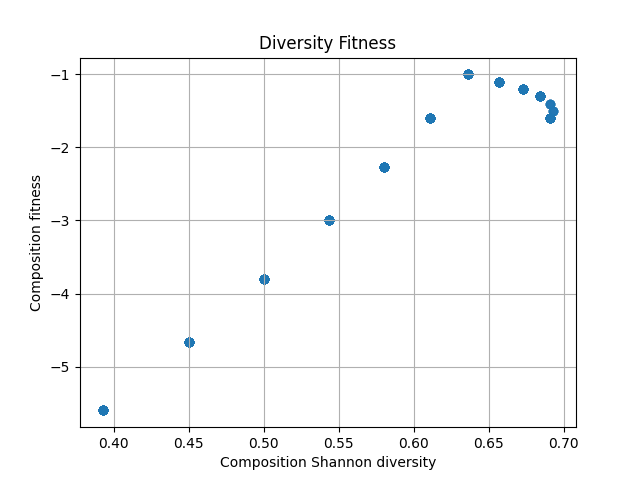 Diversity Fitness
−1
−2
−3
−4
−5
Composition fitness
0.40 0.45 0.50 0.55 0.60 0.65 0.70
Composition Shannon diversity